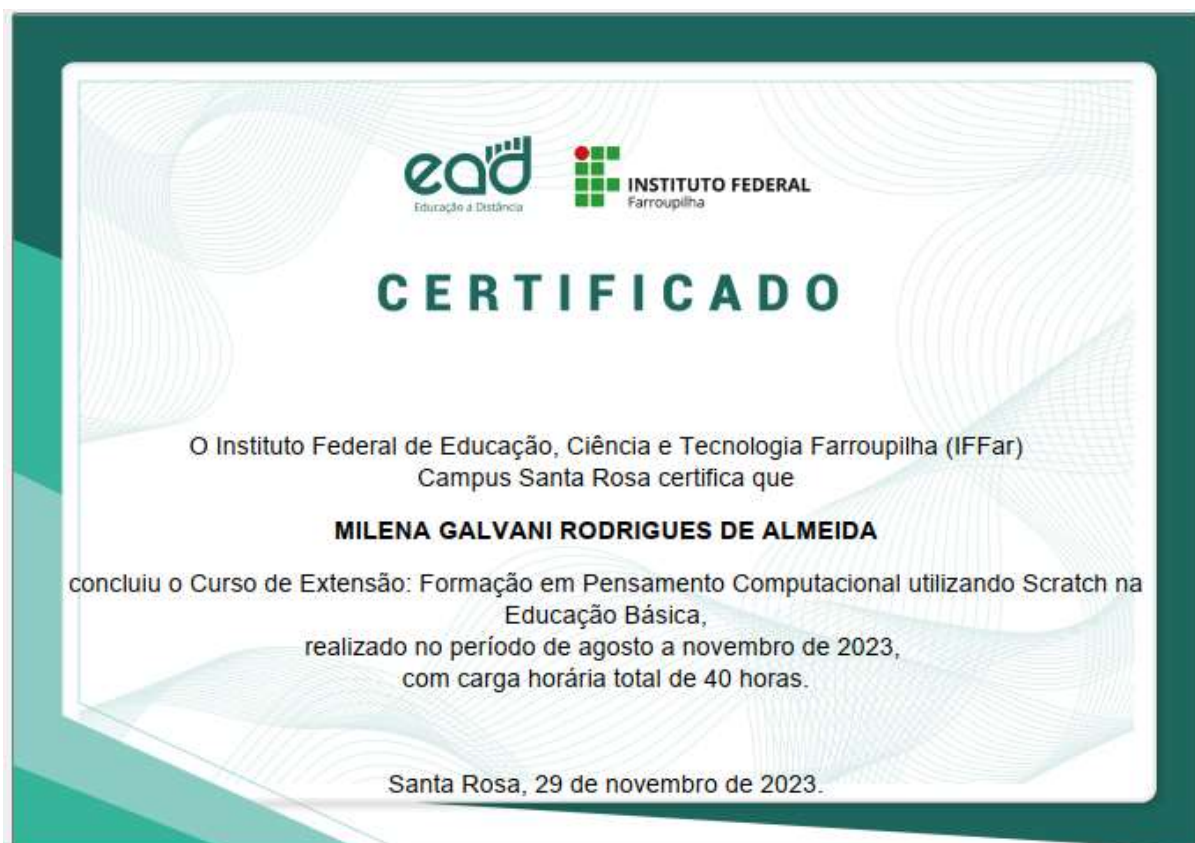 ead
Educação a Distância
INSTITUTO FEDERAL
Farroupilha
CERTIFICADO
O Instituto Federal de Educação, Ciência e Tecnologia Farroupilha (IFFar)
Campus Santa Rosa certifica que
MILENA GALVANI RODRIGUES DE ALMEIDA
concluiu o Curso de Extensão: Formação em Pensamento Computacional utilizando Scratch na
Educação Básica,
realizado no período de agosto a novembro de 2023,
com carga horária total de 40 horas.
Santa Rosa, 29 de novembro de 2023.